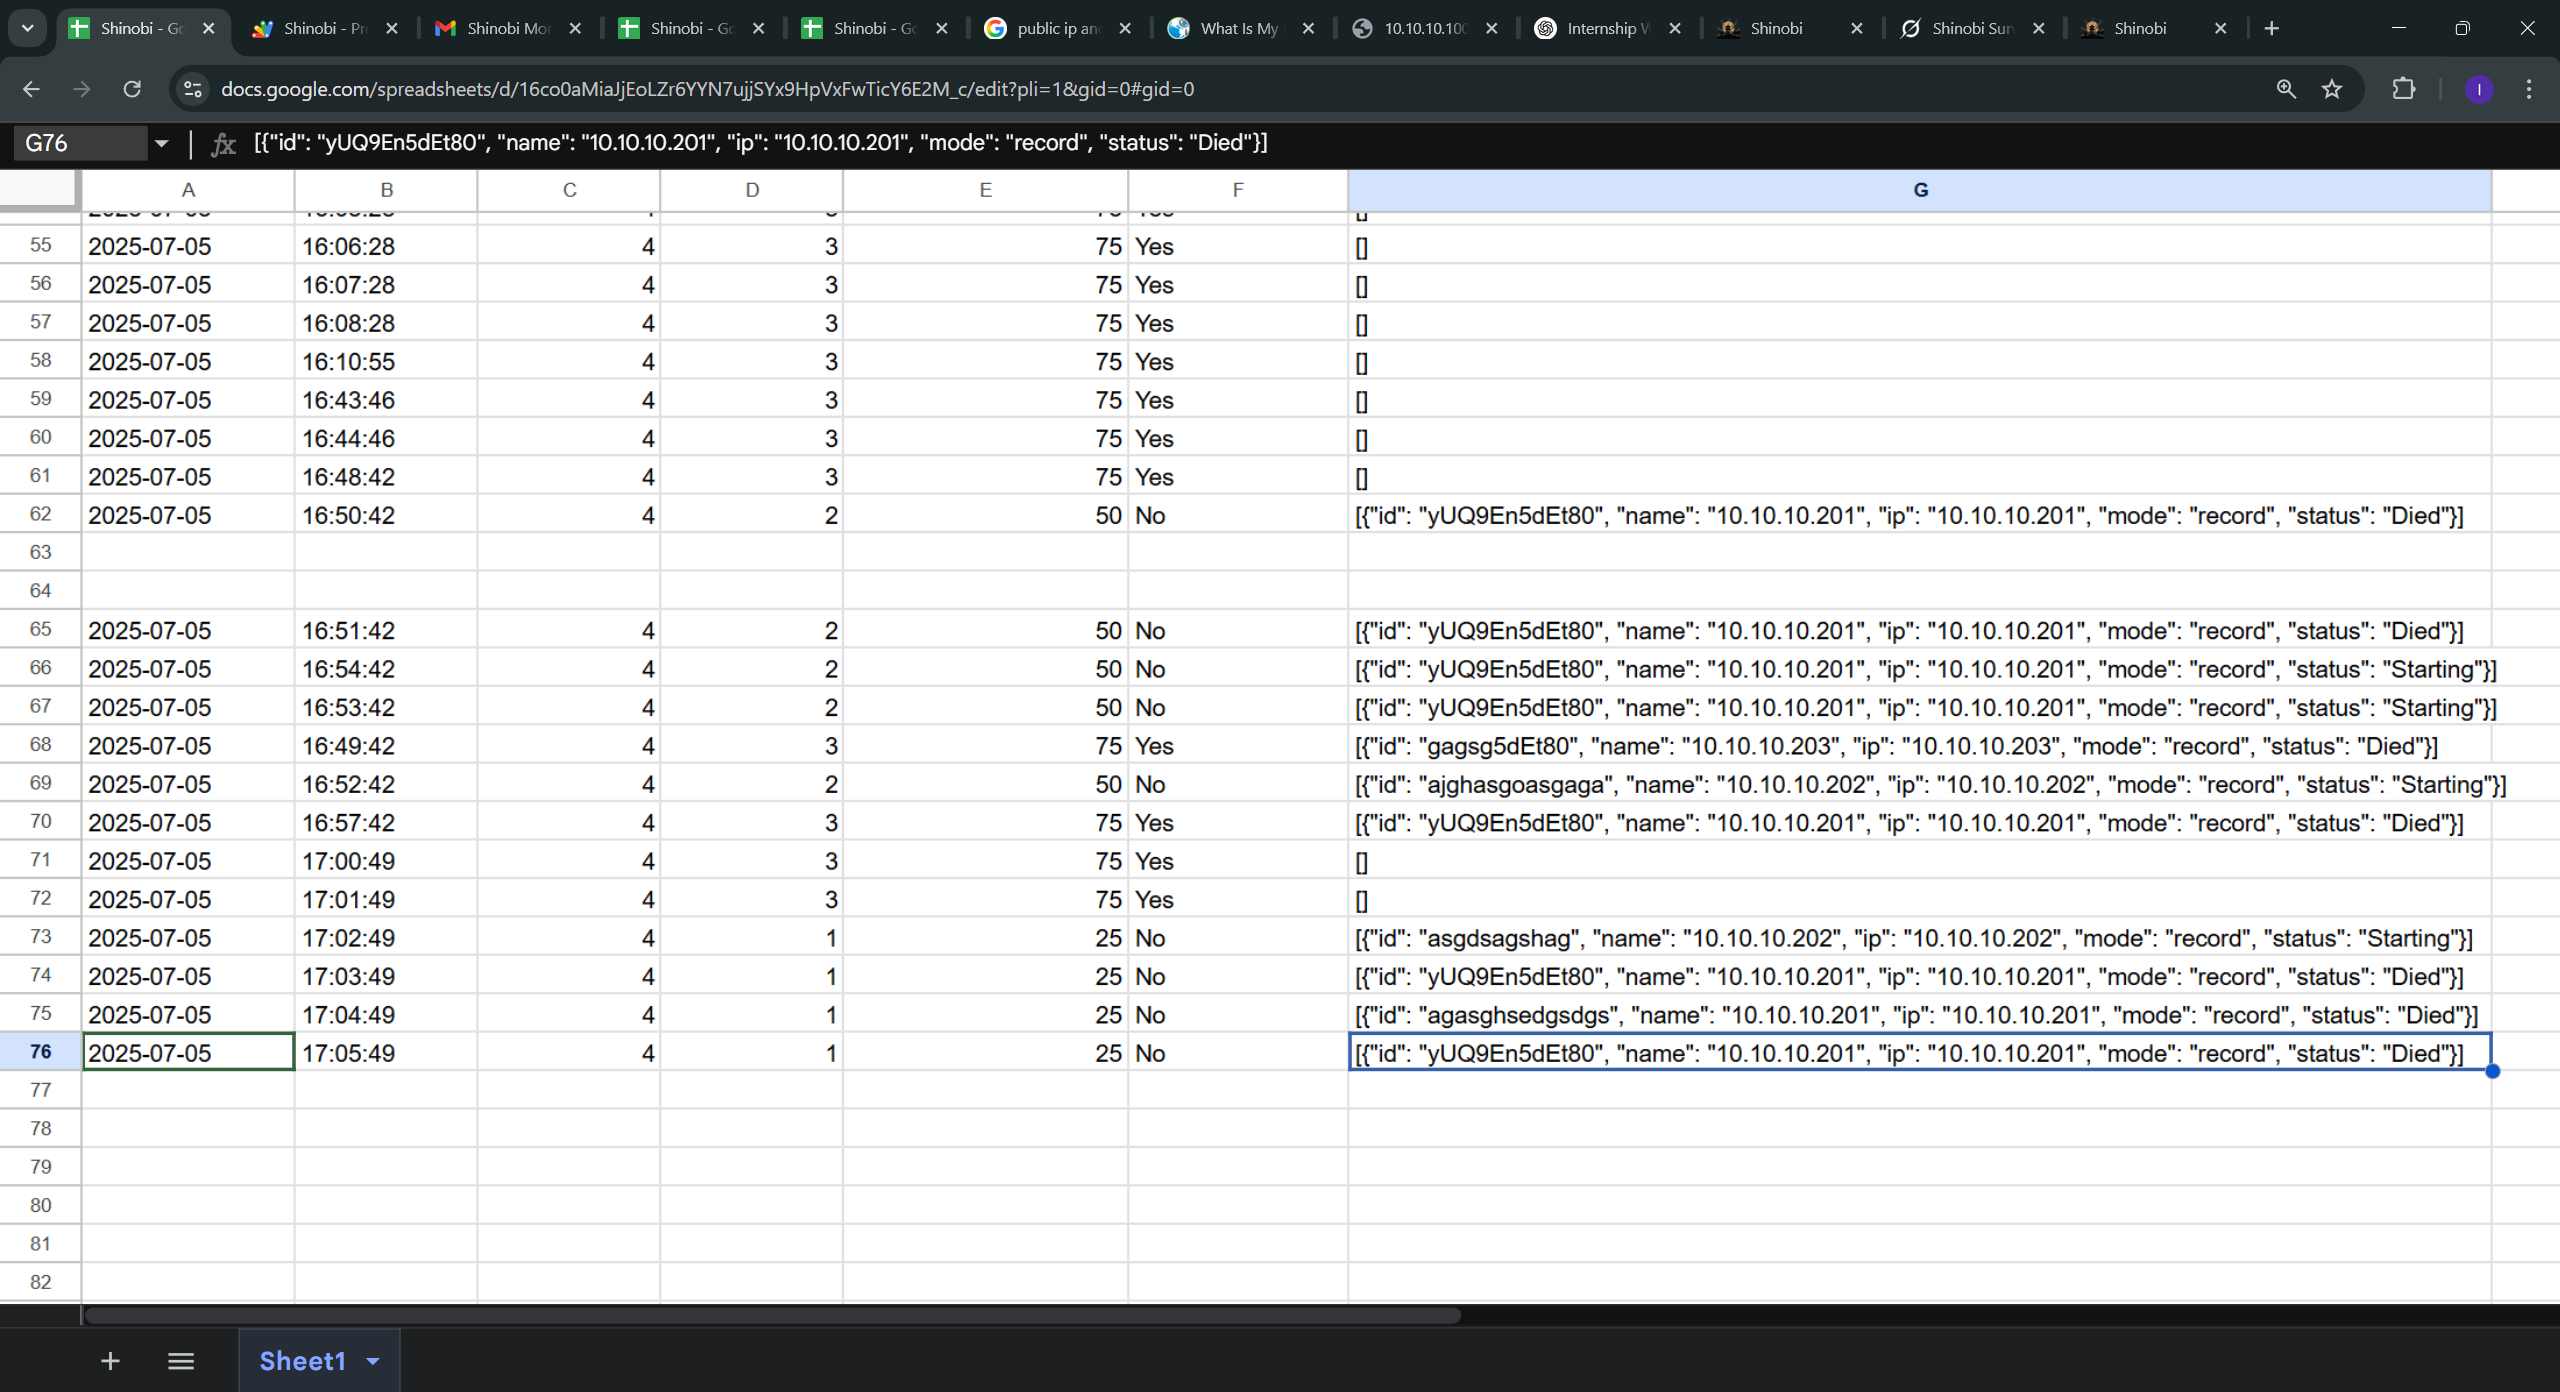 Shinobi - Go
Shinobi - Pr
Shinobi Mon
Shinobi - Go
Shinobi - Go
public ip an
What Is My
10.10.10.100
Internship
Shinobi
Shinobi Sur
Shinobi
docs.google.com/spreadsheets/d/16co0aMiaJjEoLZr6YYN7ujjSYx9HpVxFwTicY6E2M_c/edit?pli=1&gid=0#gid=0
I
G76 fx [{"id": "yUQ9En5dEt80", "name": "10.10.10.201", "ip": "10.10.10.201", "mode": "record", "status": "Died"}]
A B C D E F G
55 2025-07-05 16:06:28 4 3 75 Yes []
56 2025-07-05 16:07:28 4 3 75 Yes []
57 2025-07-05 16:08:28 4 3 75 Yes []
58 2025-07-05 16:10:55 4 3 75 Yes []
59 2025-07-05 16:43:46 4 3 75 Yes []
60 2025-07-05 16:44:46 4 3 75 Yes []
61 2025-07-05 16:48:42 4 3 75 Yes []
62 2025-07-05 16:50:42 4 2 50 No [{"id": "yUQ9En5dEt80", "name": "10.10.10.201", "ip": "10.10.10.201", "mode": "record", "status": "Died"}]
63
64
65 2025-07-05 16:51:42 4 2 50 No [{"id": "yUQ9En5dEt80", "name": "10.10.10.201", "ip": "10.10.10.201", "mode": "record", "status": "Died"}]
66 2025-07-05 16:54:42 4 2 50 No [{"id": "yUQ9En5dEt80", "name": "10.10.10.201", "ip": "10.10.10.201", "mode": "record", "status": "Starting"}]
67 2025-07-05 16:53:42 4 2 50 No [{"id": "yUQ9En5dEt80", "name": "10.10.10.201", "ip": "10.10.10.201", "mode": "record", "status": "Starting"}]
68 2025-07-05 16:49:42 4 3 75 Yes [{"id": "gagsg5dEt80", "name": "10.10.10.203", "ip": "10.10.10.203", "mode": "record", "status": "Died"}]
69 2025-07-05 16:52:42 4 2 50 No [{"id": "ajghasgoasgaga", "name": "10.10.10.202", "ip": "10.10.10.202", "mode": "record", "status": "Starting"}]
70 2025-07-05 16:57:42 4 3 75 Yes [{"id": "yUQ9En5dEt80", "name": "10.10.10.201", "ip": "10.10.10.201", "mode": "record", "status": "Died"}]
71 2025-07-05 17:00:49 4 3 75 Yes []
72 2025-07-05 17:01:49 4 3 75 Yes []
73 2025-07-05 17:02:49 4 1 25 No [{"id": "asgdsagshag", "name": "10.10.10.202", "ip": "10.10.10.202", "mode": "record", "status": "Starting"}]
74 2025-07-05 17:03:49 4 1 25 No [{"id": "yUQ9En5dEt80", "name": "10.10.10.201", "ip": "10.10.10.201", "mode": "record", "status": "Died"}]
75 2025-07-05 17:04:49 4 1 25 No [{"id": "agasghsedgsdgs", "name": "10.10.10.201", "ip": "10.10.10.201", "mode": "record", "status": "Died"}]
76 2025-07-05 17:05:49 4 1 25 No [{"id": "yUQ9En5dEt80", "name": "10.10.10.201", "ip": "10.10.10.201", "mode": "record", "status": "Died"}]
77
78
79
80
81
82
Sheet1